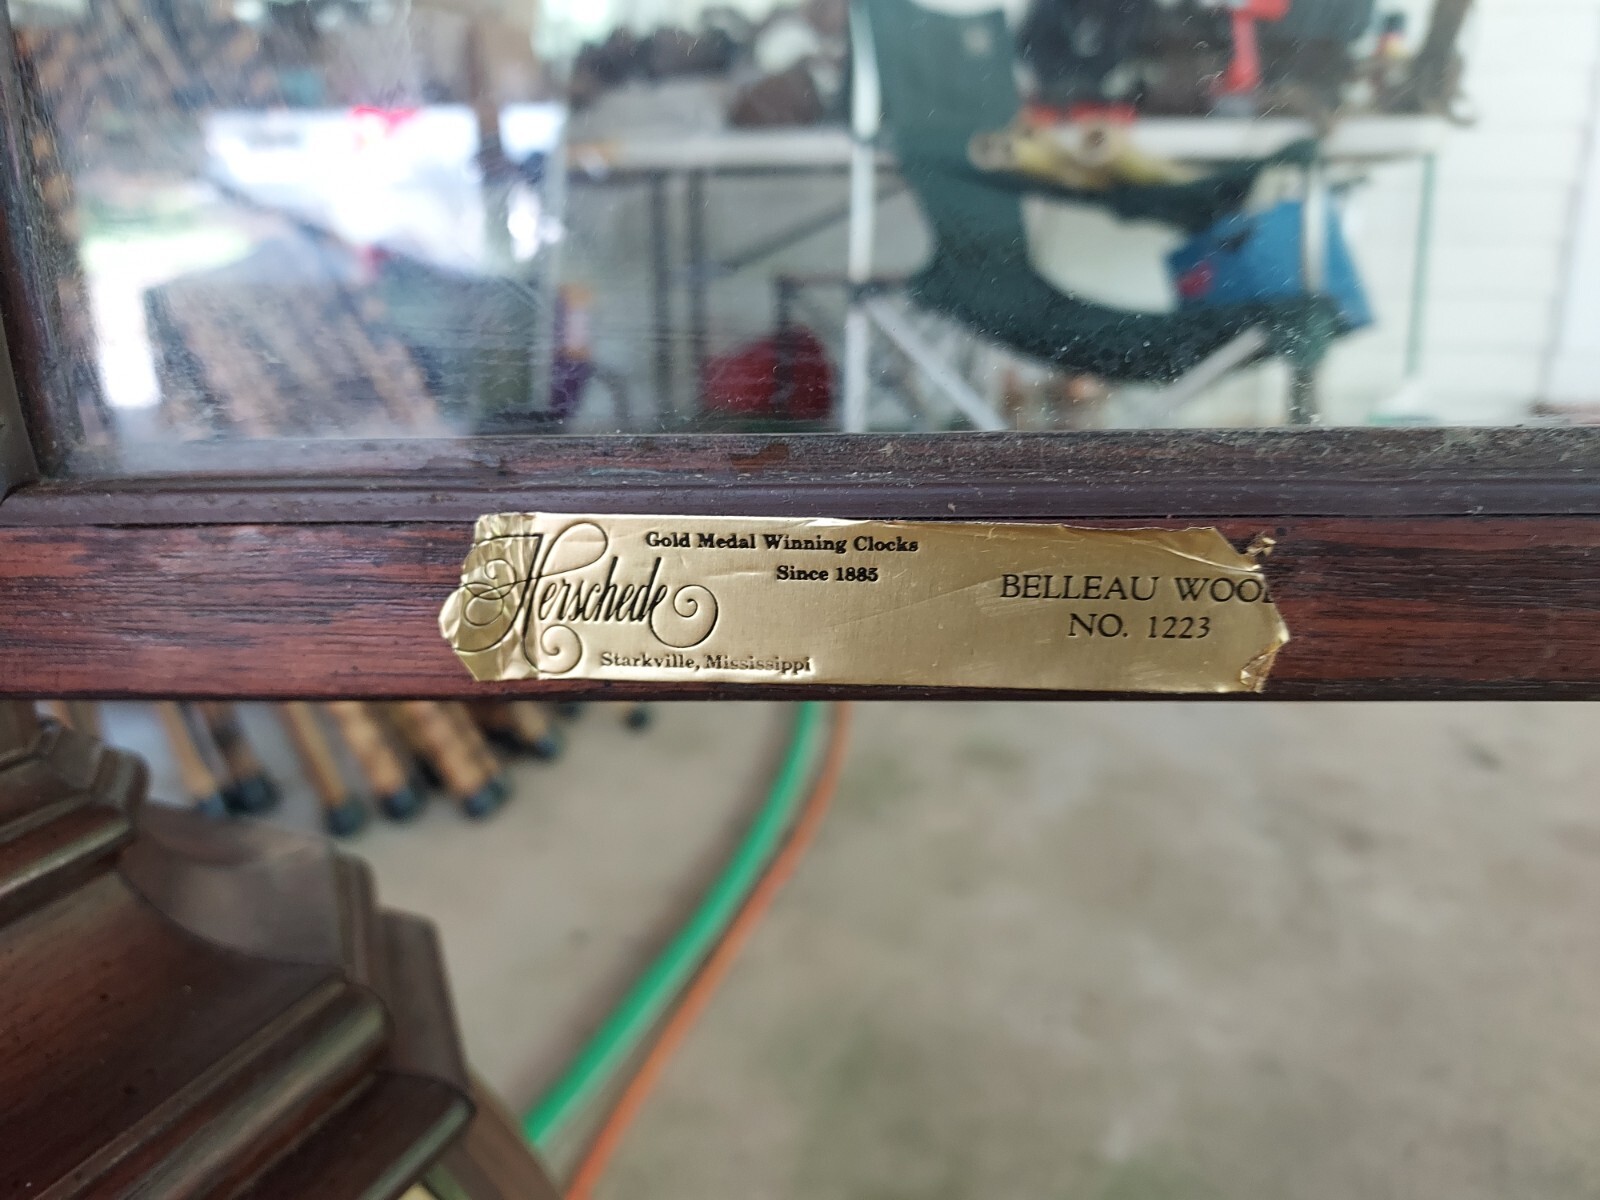 Herschede
Gold Medal Winning Clocks
Since 1885
Starkville, Mississippi
BELLEAU WOO
NO. 1223